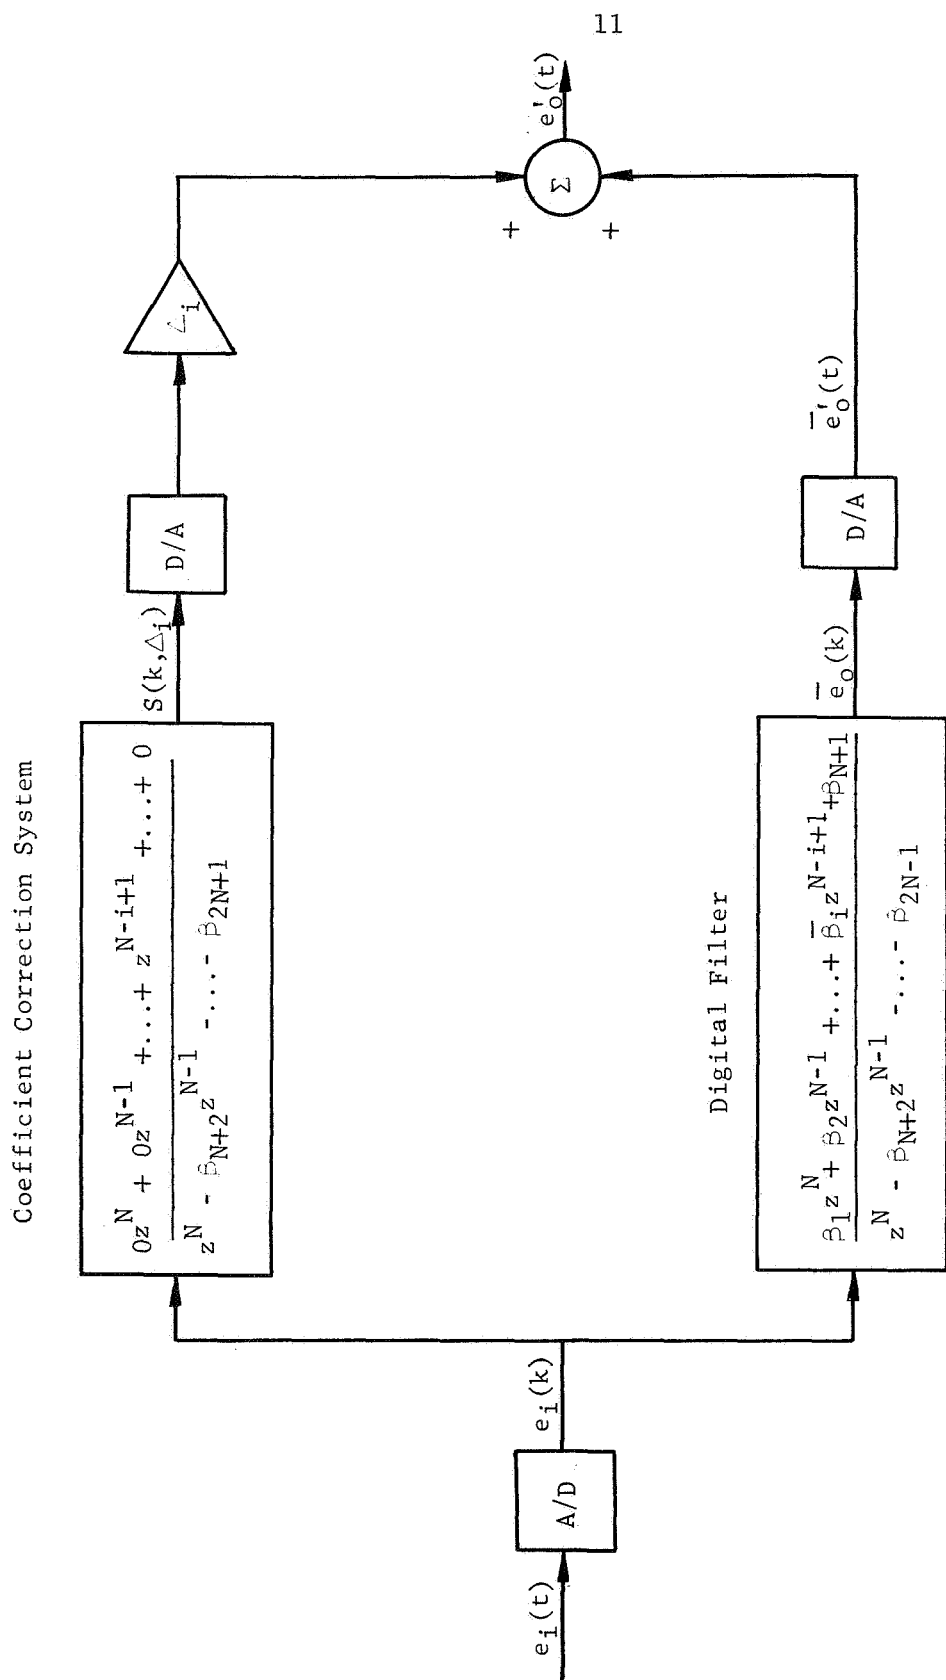 11
Coefficient Correction System
0z^N + 0z^{N-1} +...+ z^{N-i+1} +...+ 0
z^N - β_{N+2}z^{N-1} -...- β_{2N+1}
S(k,Δ_i)
D/A
Δ_i
e_i(t)
A/D
e_i(k)
+
Σ
+
e'_o(t)
Digital Filter
β_1z^N + β_2z^{N-1} +...+ β̄_iz^{N-i+1} +β_{N+1}
z^N - β_{N+2}z^{N-1} -...- β_{2N-1}
ē_o(k)
D/A
ē'_o(t)